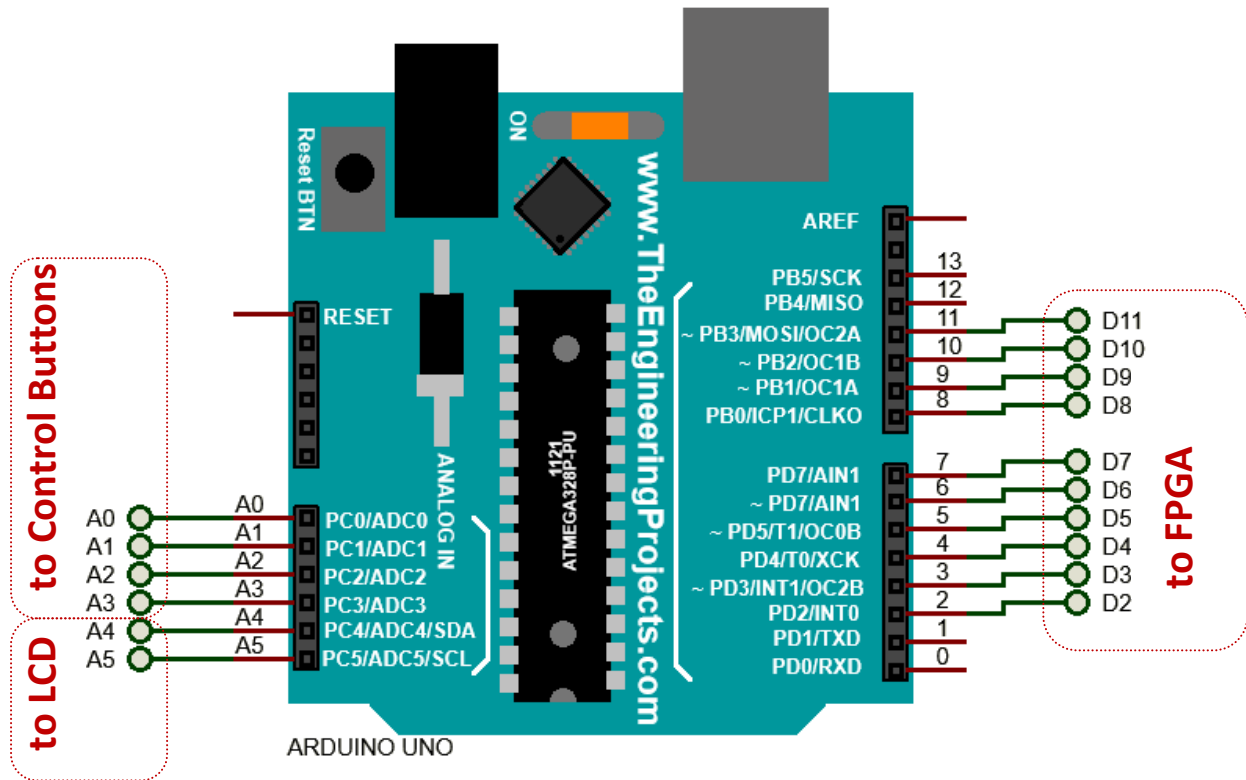 Reset BTN
ON
www.TheEngineeringProjects.com
ANALOG IN
1121
ATMEGA328P-PU
RESET
to Control Buttons
to LCD
A0
A1
A2
A3
A4
A5
A0
A1
A2
A3
A4
A5
PC0/ADC0
PC1/ADC1
PC2/ADC2
PC3/ADC3
PC4/ADC4/SDA
PC5/ADC5/SCL
AREF
PB5/SCK
PB4/MISO
~ PB3/MOSI/OC2A
~ PB2/OC1B
~ PB1/OC1A
PB0/ICP1/CLKO
PD7/AIN1
~ PD7/AIN1
~ PD5/T1/OC0B
PD4/T0/XCK
~ PD3/INT1/OC2B
PD2/INT0
PD1/TXD
PD0/RXD
13
12
11
10
9
8
7
6
5
4
3
2
1
0
D11
D10
D9
D8
D7
D6
D5
D4
D3
D2
to FPGA
ARDUINO UNO